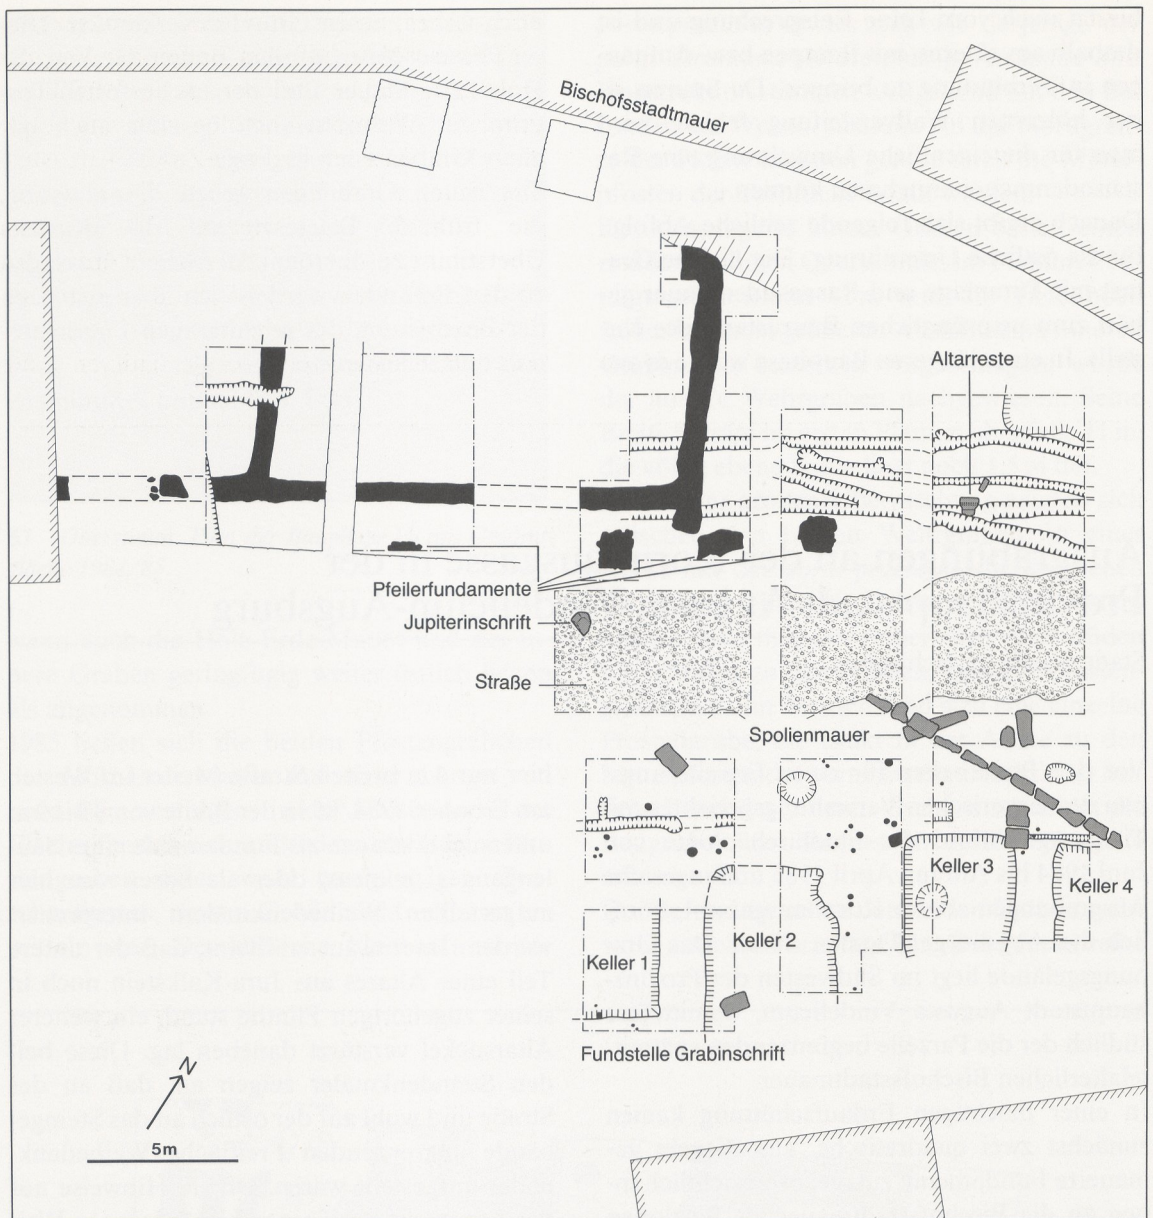 Bischofsstadtmauer
Altarreste
Pfeilerfundamente
Jupiterinschrift
Straße
Spolienmauer
Keller 3
Keller 4
Keller 2
Keller 1
Fundstelle Grabinschrift
N
5m